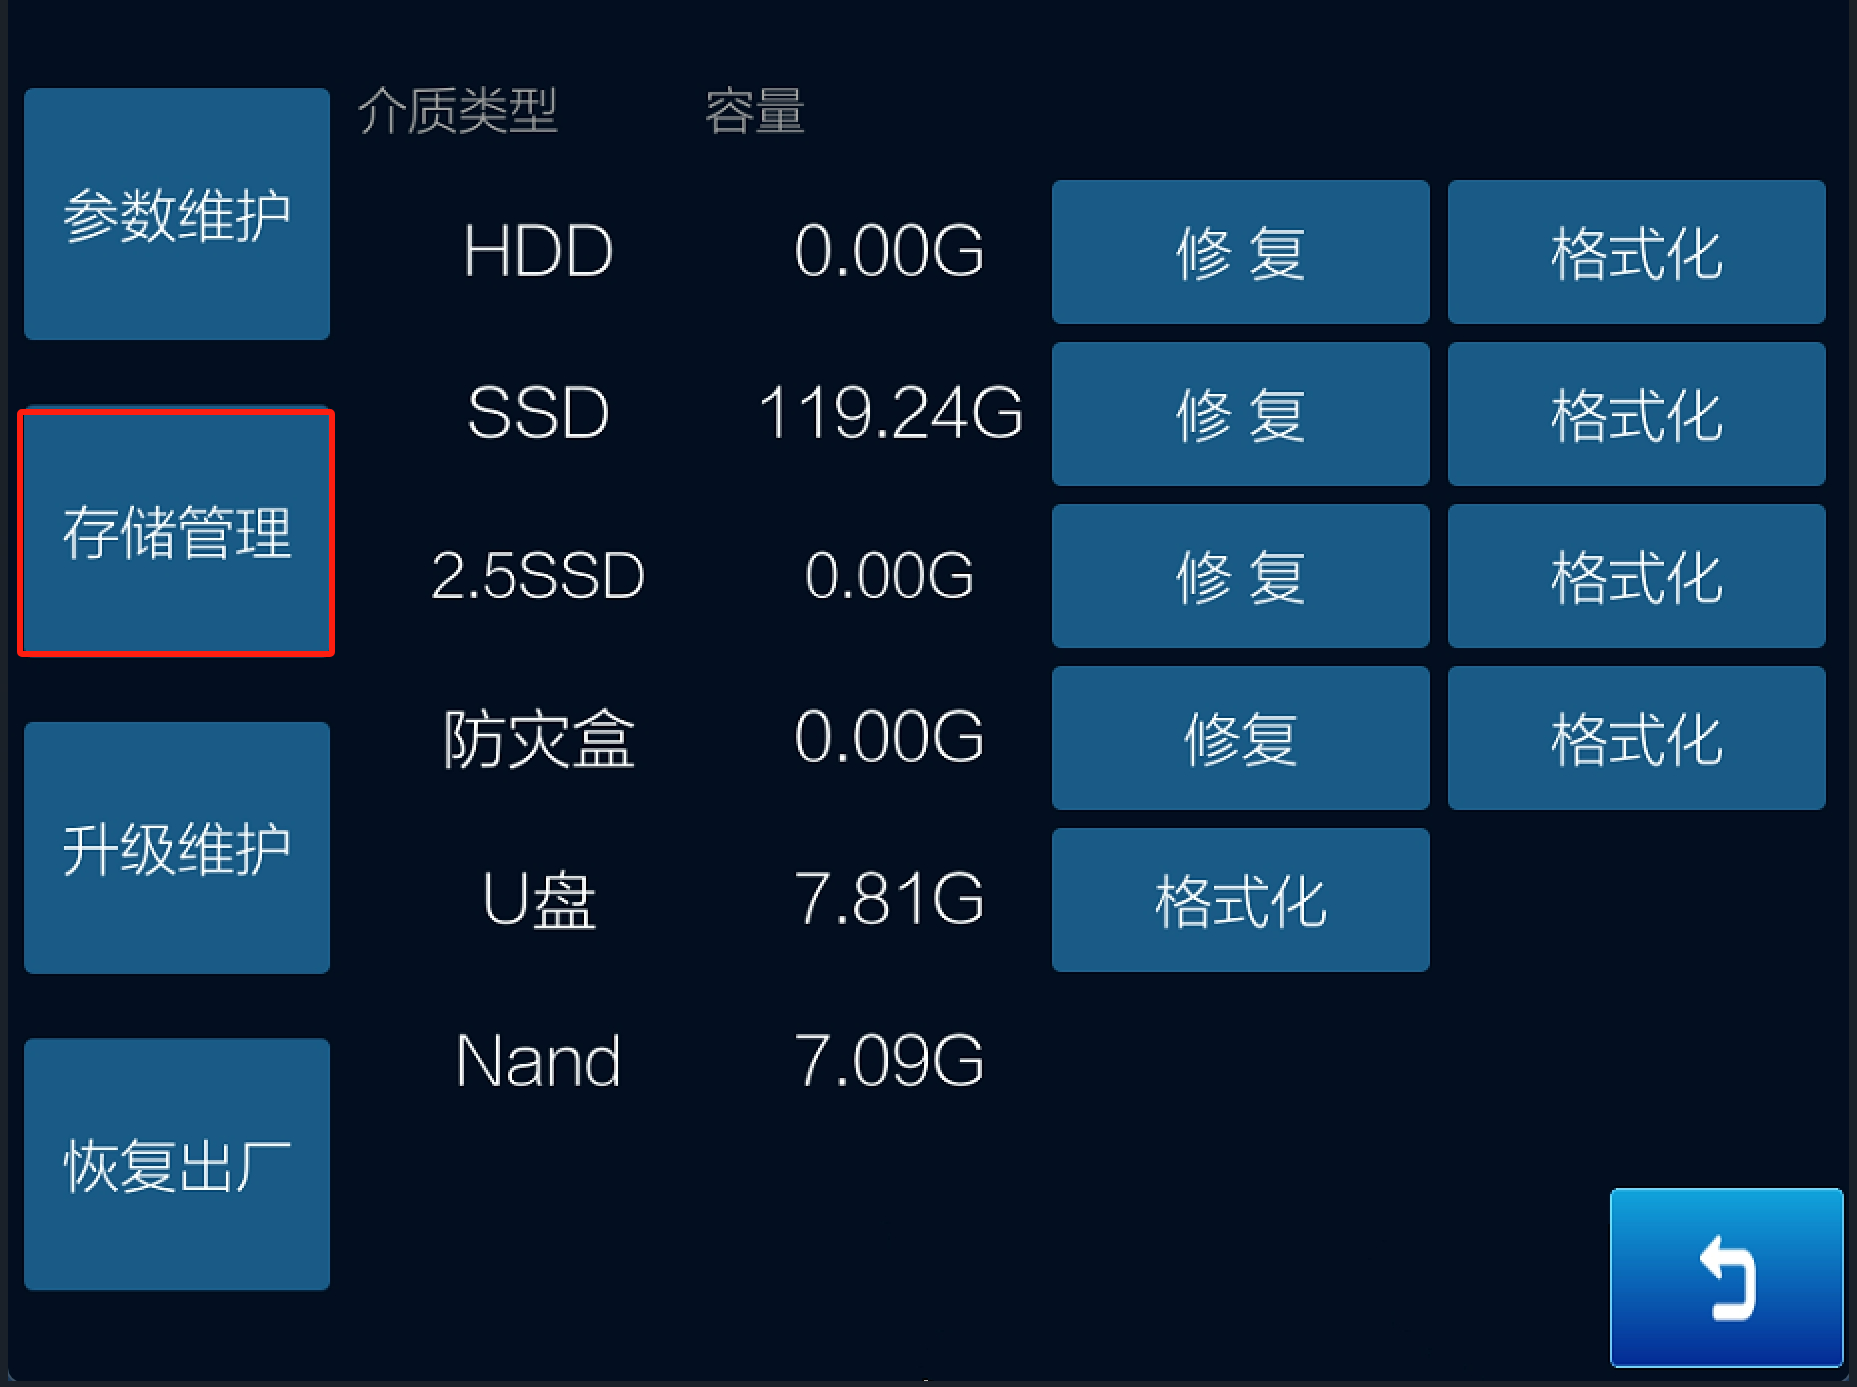 介质类型 容量
参数维护
HDD 0.00G 修 复 格式化
SSD 119.24G 修 复 格式化
存储管理
2.5SSD 0.00G 修 复 格式化
防灾盒 0.00G 修复 格式化
升级维护
U盘 7.81G 格式化
Nand 7.09G
恢复出厂